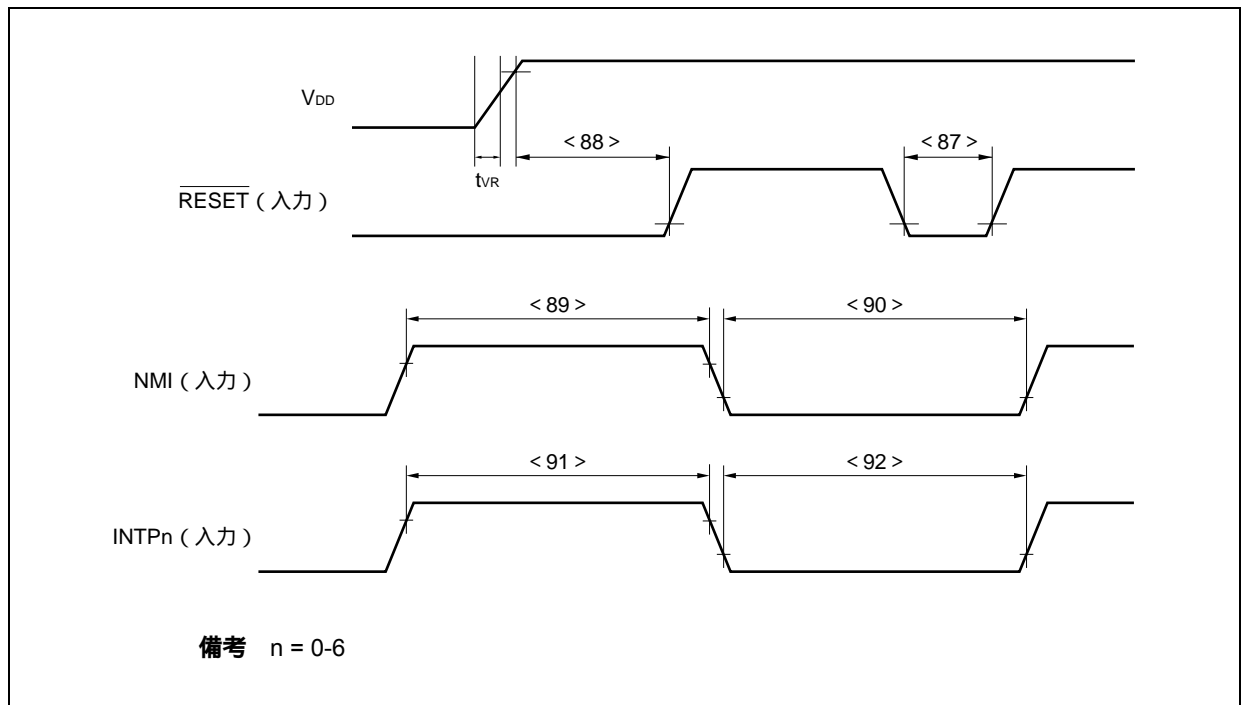 VDD
< 88 >
< 87 >
tVR
RESET ( 入力 )
< 89 >
< 90 >
NMI ( 入力 )
< 91 >
< 92 >
INTPn ( 入力 )
備考 n = 0-6